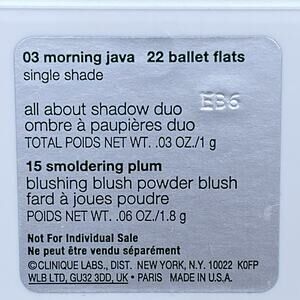 03 morning java 22 ballet flats
single shade
all about shadow duo
EB6
ombre à paupières duo
TOTAL POIDS NET WT. .03 OZ./1 g
15 smoldering plum
blushing blush powder blush
fard à joues poudre
POIDS NET WT. .06 OZ./1.8 g
Not For Individual Sale
Ne peut être vendu séparément
©CLINIQUE LABS., DIST. NEW YORK, N.Y. 10022 K0FP
WLB LTD, GU32 3DD, UK • PARIS MADE IN U.S.A.